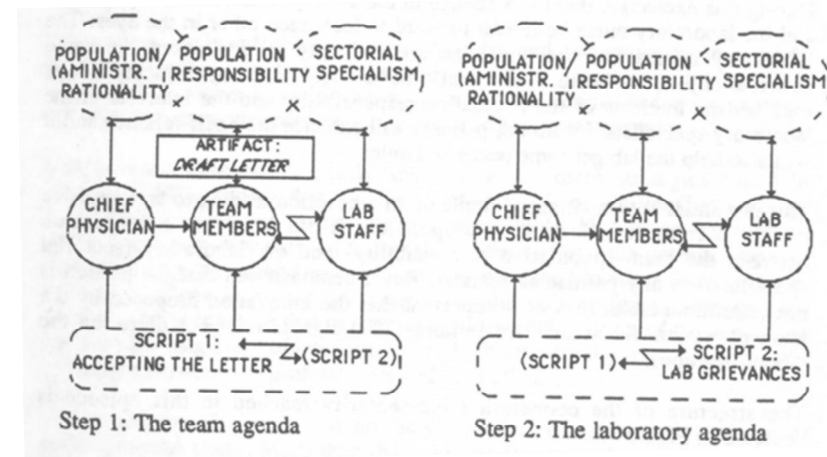 POPULATION/
(AMINISTR.
RATIONALITY)
POPULATION
RESPONSIBILITY
SECTORIAL
SPECIALISM
ARTIFACT:
DRAFT LETTER
CHIEF
PHYSICIAN
TEAM
MEMBERS
LAB
STAFF
SCRIPT 1:
ACCEPTING THE LETTER
(SCRIPT 2)
Step 1: The team agenda
POPULATION/
(AMINISTR.
RATIONALITY)
POPULATION
RESPONSIBILITY
SECTORIAL
SPECIALISM
CHIEF
PHYSICIAN
TEAM
MEMBERS
LAB
STAFF
(SCRIPT 1)
SCRIPT 2:
LAB GRIEVANCES
Step 2: The laboratory agenda